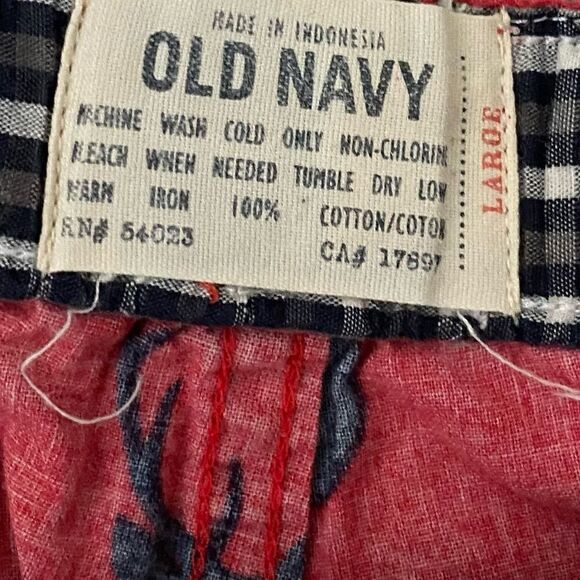 MADE IN INDONESIA
OLD NAVY
MACHINE WASH COLD ONLY NON-CHLORINE
BLEACH WHEN NEEDED TUMBLE DRY LOW
WARM IRON 100% COTTON/COTON
RN# 54023 CA# 17897
LARGE